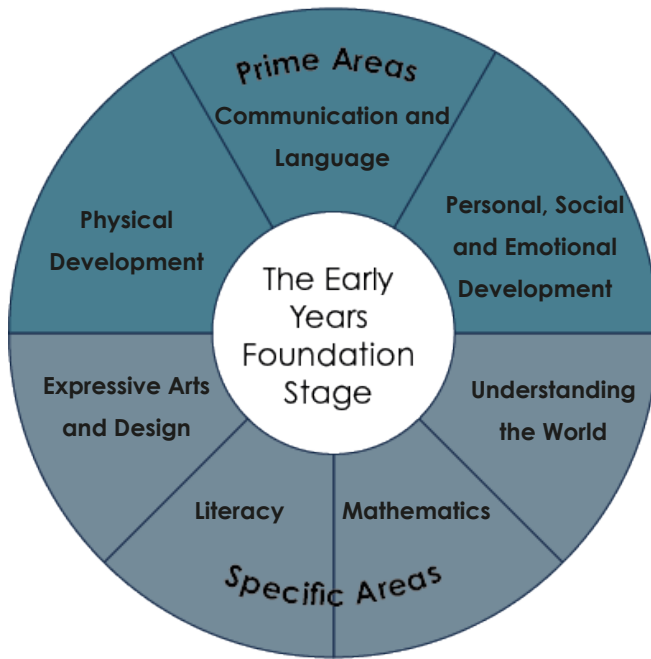 Prime Areas
Communication and
Language
Physical
Development
Personal, Social
and Emotional
Development
The Early
Years
Foundation
Stage
Expressive Arts
and Design
Understanding
the World
Literacy
Mathematics
Specific Areas